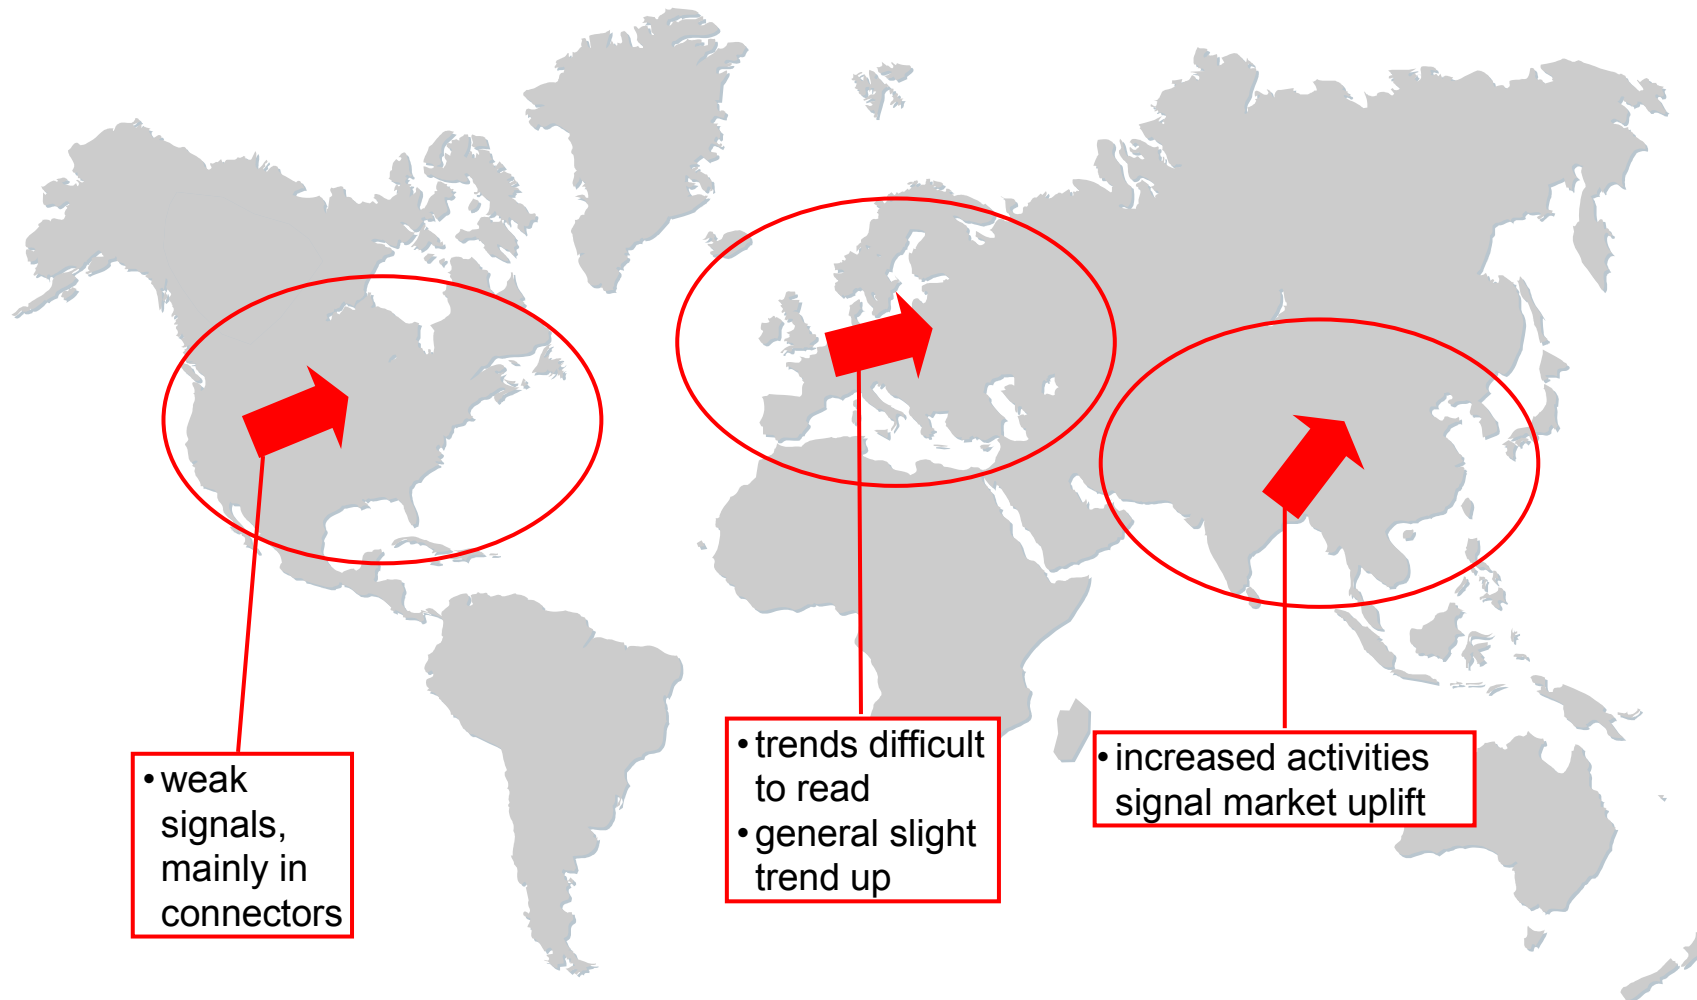 • weak
signals,
mainly in
connectors
• trends difficult
to read
• general slight
trend up
• increased activities
signal market uplift